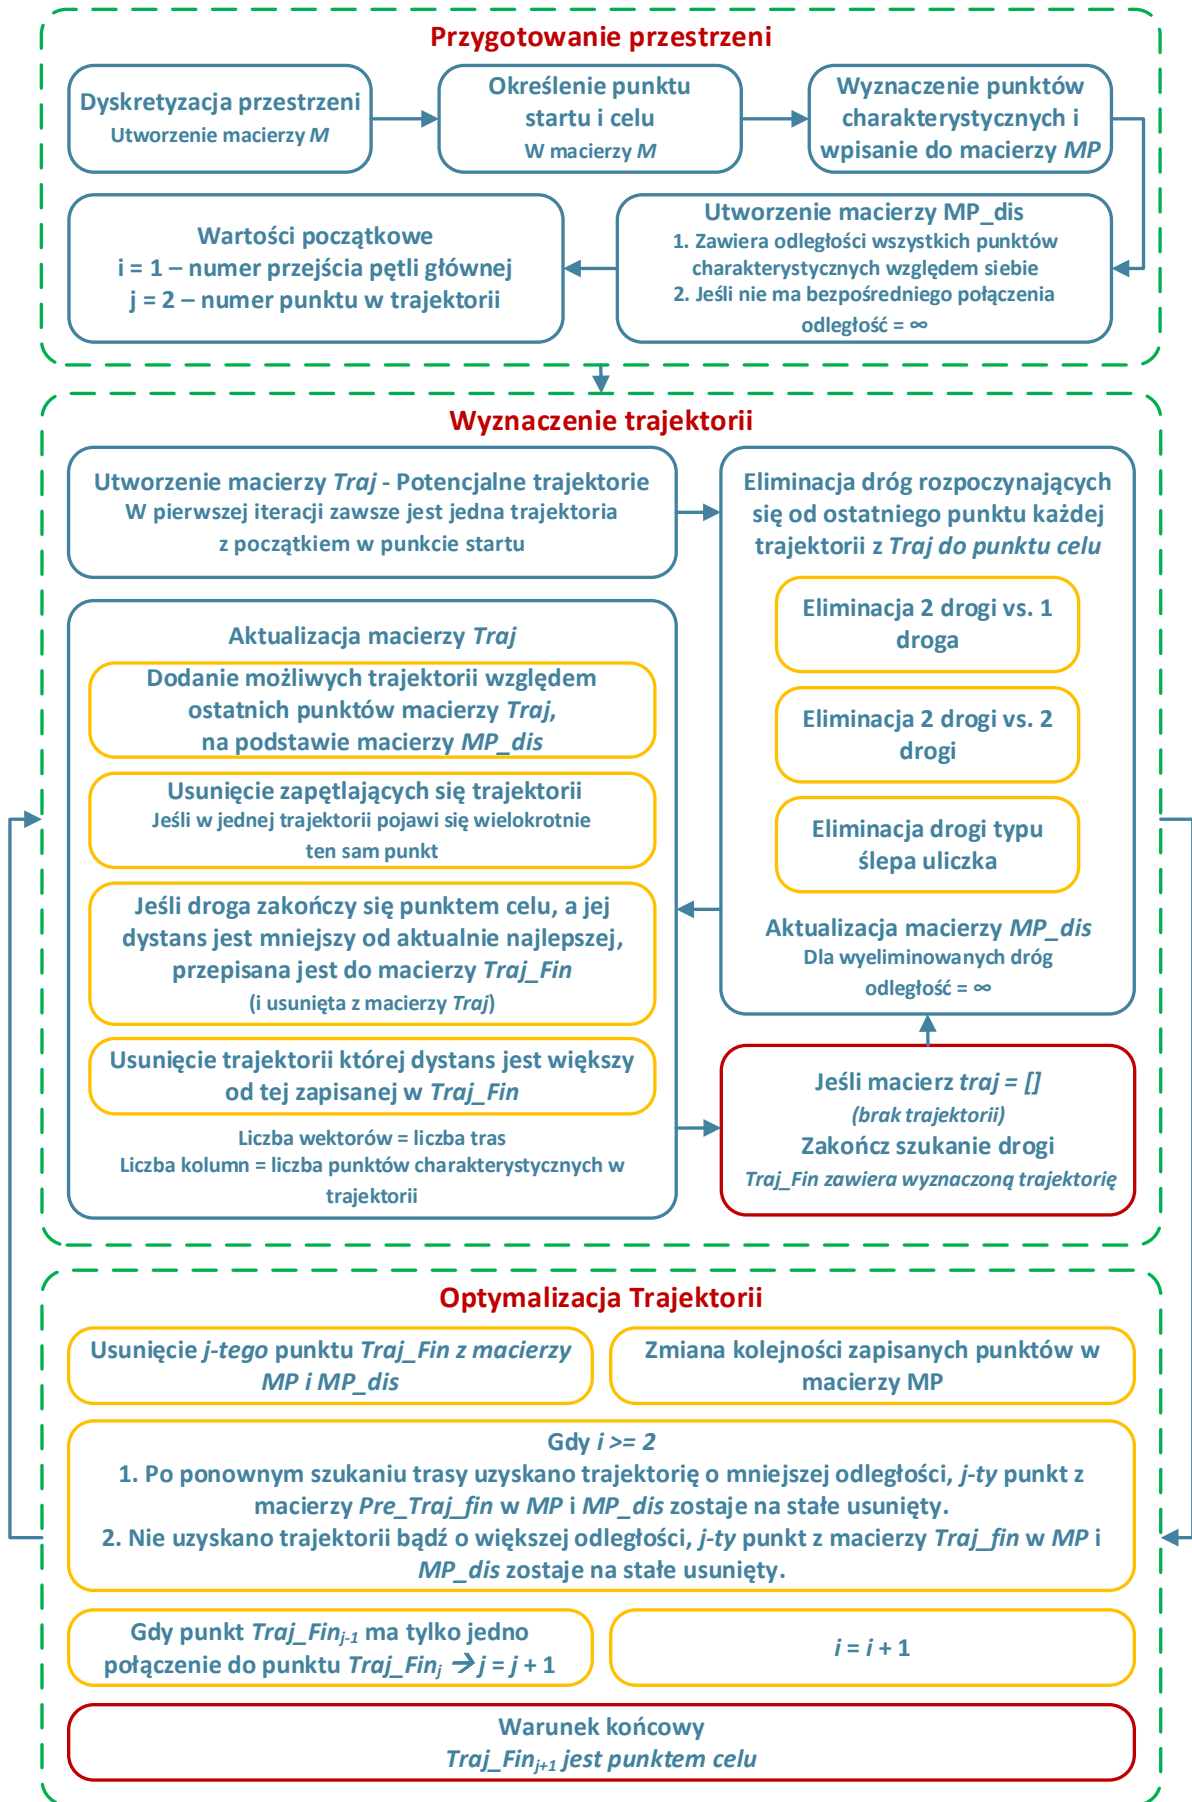 Przygotowanie przestrzeni
Dyskretyzacja przestrzeni
Utworzenie macierzy M
Określenie punktu
startu i celu
W macierzy M
Wyznaczenie punktów
charakterystycznych i
wpisanie do macierzy MP
Utworzenie macierzy MP_dis
1. Zawiera odległości wszystkich punktów
charakterystycznych względem siebie
2. Jeśli nie ma bezpośredniego połączenia
odległość = ∞
Wartości początkowe
i = 1 – numer przejścia pętli głównej
j = 2 – numer punktu w trajektorii
Wyznaczenie trajektorii
Utworzenie macierzy Traj - Potencjalne trajektorie
W pierwszej iteracji zawsze jest jedna trajektoria
z początkiem w punkcie startu
Eliminacja dróg rozpoczynających
się od ostatniego punktu każdej
trajektorii z Traj do punktu celu
Eliminacja 2 drogi vs. 1
droga
Eliminacja 2 drogi vs. 2
drogi
Eliminacja drogi typu
ślepa uliczka
Aktualizacja macierzy MP_dis
Dla wyeliminowanych dróg
odległość = ∞
Aktualizacja macierzy Traj
Dodanie możliwych trajektorii względem
ostatnich punktów macierzy Traj,
na podstawie macierzy MP_dis
Usunięcie zapętlających się trajektorii
Jeśli w jednej trajektorii pojawi się wielokrotnie
ten sam punkt
Jeśli droga zakończy się punktem celu, a jej
dystans jest mniejszy od aktualnie najlepszej,
przepisana jest do macierzy Traj_Fin
(i usunięta z macierzy Traj)
Usunięcie trajektorii której dystans jest większy
od tej zapisanej w Traj_Fin
Liczba wektorów = liczba tras
Liczba kolumn = liczba punktów charakterystycznych w
trajektorii
Jeśli macierz traj = []
(brak trajektorii)
Zakończ szukanie drogi
Traj_Fin zawiera wyznaczoną trajektorię
Optymalizacja Trajektorii
Usunięcie j-tego punktu Traj_Fin z macierzy
MP i MP_dis
Zmiana kolejności zapisanych punktów w
macierzy MP
Gdy i >= 2
1. Po ponownym szukaniu trasy uzyskano trajektorię o mniejszej odległości, j-ty punkt z
macierzy Pre_Traj_fin w MP i MP_dis zostaje na stałe usunięty.
2. Nie uzyskano trajektorii bądź o większej odległości, j-ty punkt z macierzy Traj_fin w MP i
MP_dis zostaje na stałe usunięty.
Gdy punkt Traj_Fin j-1 ma tylko jedno
połączenie do punktu Traj_Fin j → j = j + 1
i = i + 1
Warunek końcowy
Traj_Fin j+1 jest punktem celu